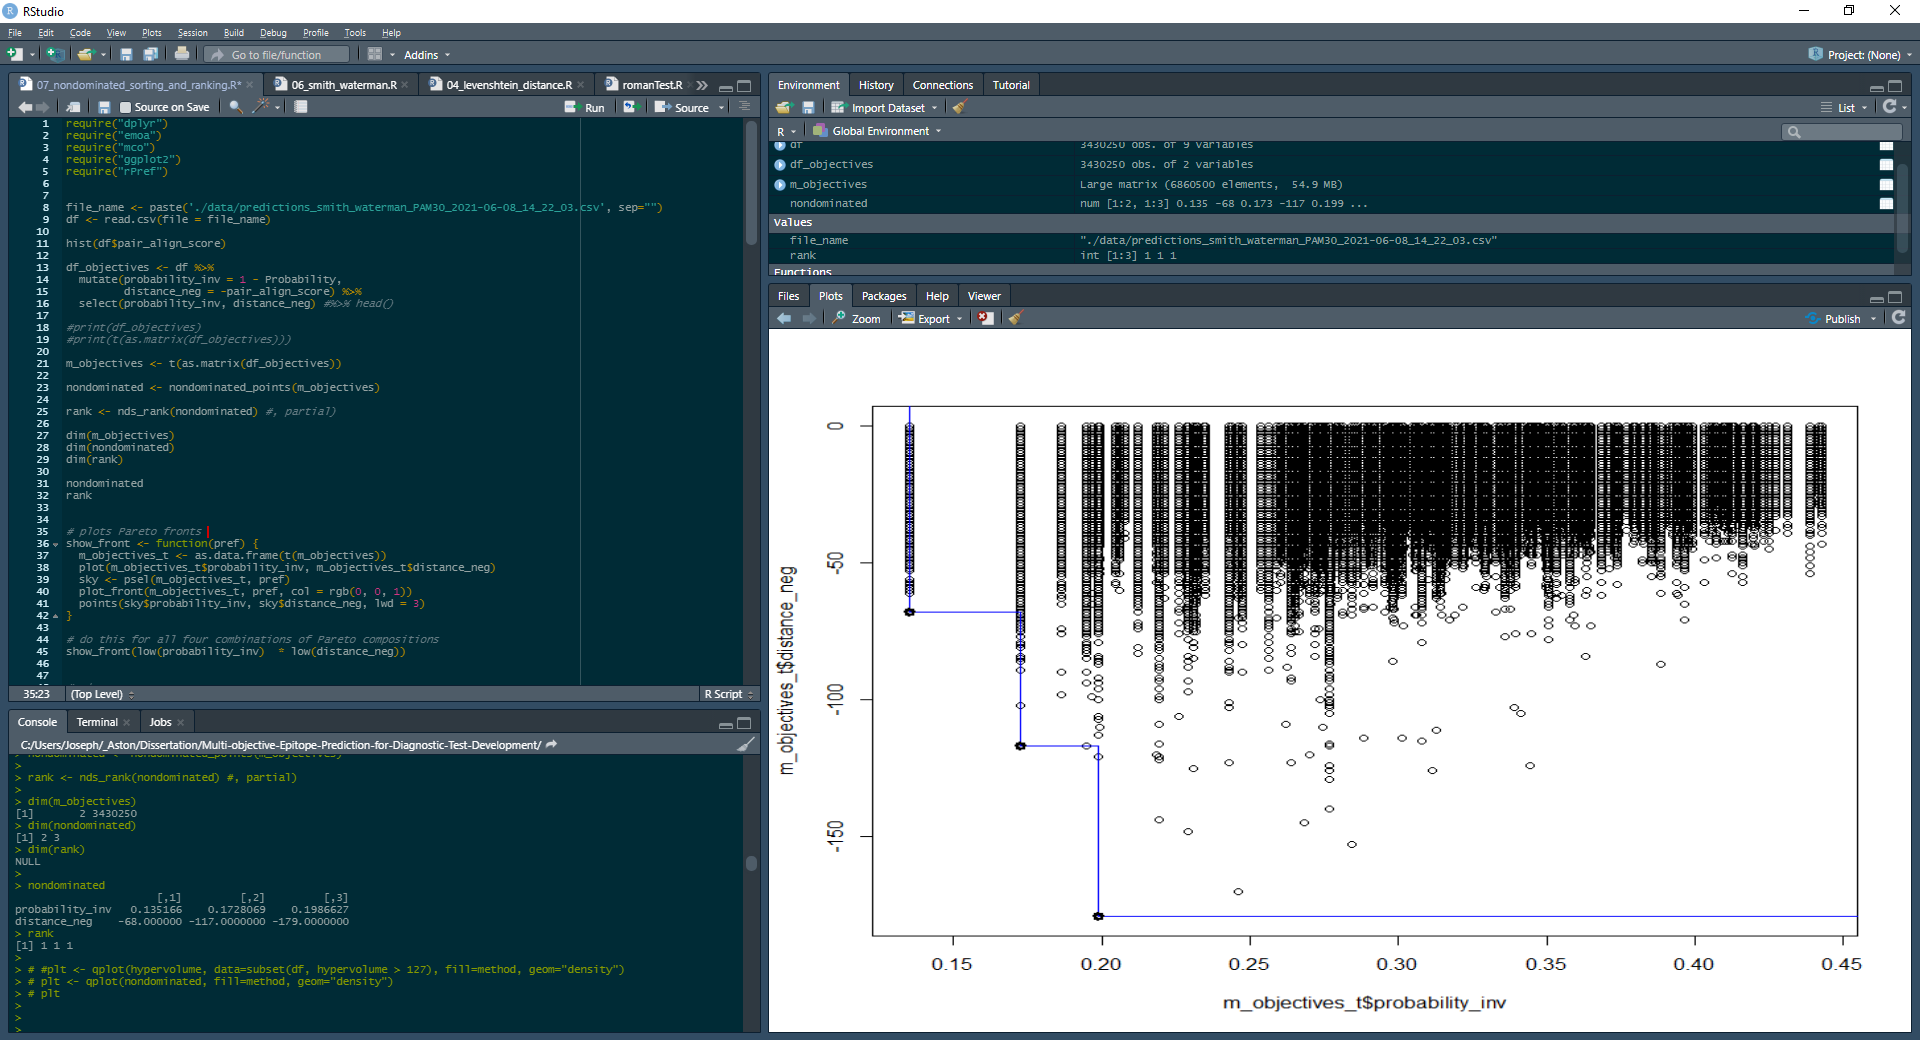 RStudio
File Edit Code View Plots Session Build Debug Profile Tools Help
Go to file/function Addins Project: (None)
07_nondominated_sorting_and_ranking.R* 06_smith_waterman.R 04_levenshtein_distance.R romanTest.R
Source on Save Run Source
1 require("dplyr")
2 require("emoa")
3 require("mco")
4 require("ggplot2")
5 require("rPref")
6
7
8 file_name <- paste('./data/predictions_smith_waterman_PAM30_2021-06-08_14_22_03.csv', sep="")
9 df <- read.csv(file = file_name)
10
11 hist(df$pair_align_score)
12
13 df_objectives <- df %>%
14 mutate(probability_inv = 1 - Probability,
15 distance_neg = -pair_align_score) %>%
16 select(probability_inv, distance_neg) #%>% head()
17
18 #print(df_objectives)
19 #print(t(as.matrix(df_objectives)))
20
21 m_objectives <- t(as.matrix(df_objectives))
22
23 nondominated <- nondominated_points(m_objectives)
24
25 rank <- nds_rank(nondominated) #, partial)
26
27 dim(m_objectives)
28 dim(nondominated)
29 dim(rank)
30
31 nondominated
32 rank
33
34
35 # plots Pareto fronts
36 show_front <- function(pref) {
37 m_objectives_t <- as.data.frame(t(m_objectives))
38 plot(m_objectives_t$probability_inv, m_objectives_t$distance_neg)
39 sky <- psel(m_objectives_t, pref)
40 plot_front(m_objectives_t, pref, col = rgb(0, 0, 1))
41 points(sky$probability_inv, sky$distance_neg, lwd = 3)
42 }
43
44 # do this for all four combinations of Pareto compositions
45 show_front(low(probability_inv) * low(distance_neg))
46
47
35:23 (Top Level) R Script
Console Terminal Jobs
C:/Users/Joseph/_Aston/Dissertation/Multi-objective-Epitope-Prediction-for-Diagnostic-Test-Development/
> nondominated <- nondominated_points(m_objectives)
>
> rank <- nds_rank(nondominated) #, partial)
>
> dim(m_objectives)
[1] 2 3430250
> dim(nondominated)
[1] 2 3
> dim(rank)
NULL
>
> nondominated
[,1] [,2] [,3]
probability_inv 0.135166 0.1728069 0.1986627
distance_neg -68.000000 -117.0000000 -179.0000000
> rank
[1] 1 1 1
>
> # #plt <- qplot(hypervolume, data=subset(df, hypervolume > 127), fill=method, geom="density")
> # plt <- qplot(nondominated, fill=method, geom="density")
> # plt
>
>
>
Environment History Connections Tutorial
Import Dataset List
R Global Environment
df 3430250 obs. of 9 variables
df_objectives 3430250 obs. of 2 variables
m_objectives Large matrix (6860500 elements, 54.9 MB)
nondominated num [1:2, 1:3] 0.135 -68 0.173 -117 0.199 ...
Values
file_name "./data/predictions_smith_waterman_PAM30_2021-06-08_14_22_03.csv"
rank int [1:3] 1 1 1
Functions
Files Plots Packages Help Viewer
Zoom Export Publish
m_objectives_t$distance_neg
0
-50
-100
-150
0.15 0.20 0.25 0.30 0.35 0.40 0.45
m_objectives_t$probability_inv